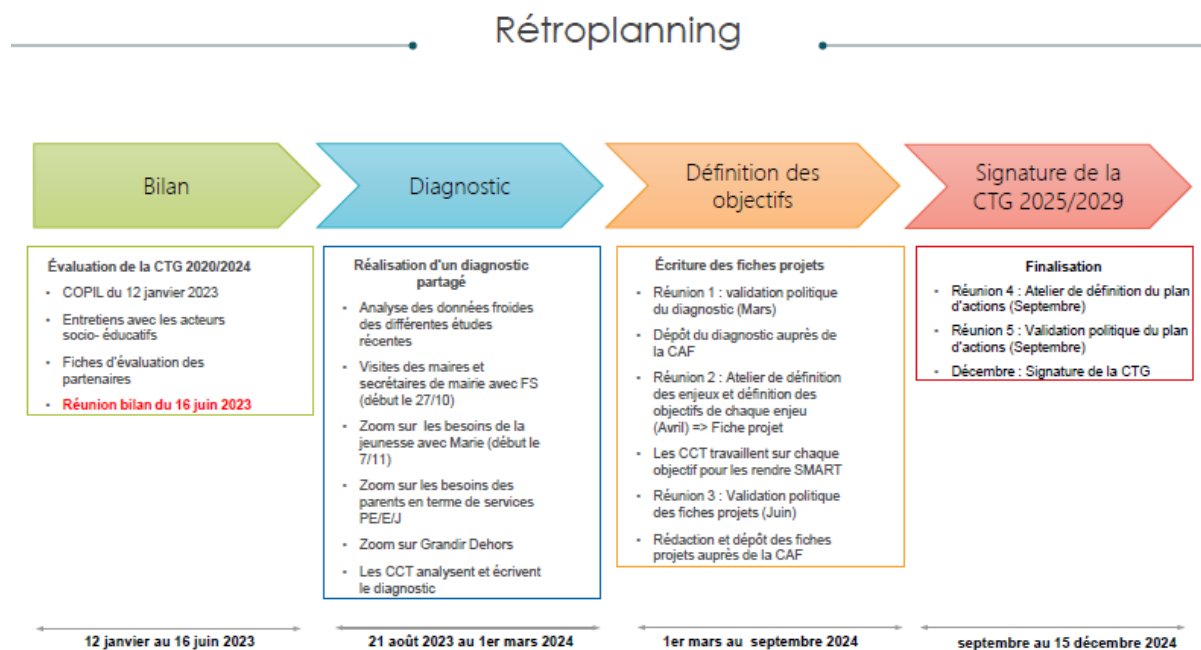 Rétroplanning
Bilan
Évaluation de la CTG 2020/2024
- COPIL du 12 janvier 2023
- Entretiens avec les acteurs
socio- éducatifs
- Fiches d'évaluation des
partenaires
- Réunion bilan du 16 juin 2023
12 janvier au 16 juin 2023
Diagnostic
Réalisation d'un diagnostic
partagé
- Analyse des données froides
des différentes études
récentes
- Visites des maires et
secrétaires de mairie avec FS
(début le 27/10)
- Zoom sur les besoins de la
jeunesse avec Marie (début le
7/11)
- Zoom sur les besoins des
parents en terme de services
PE/E/J
- Zoom sur Grandir Dehors
- Les CCT analysent et écrivent
le diagnostic
21 août 2023 au 1er mars 2024
Définition des
objectifs
Écriture des fiches projets
- Réunion 1 : validation politique
du diagnostic (Mars)
- Dépôt du diagnostic auprès de
la CAF
- Réunion 2 : Atelier de définition
des enjeux et définition des
objectifs de chaque enjeu
(Avril) => Fiche projet
- Les CCT travaillent sur chaque
objectif pour les rendre SMART
- Réunion 3 : Validation politique
des fiches projets (Juin)
- Rédaction et dépôt des fiches
projets auprès de la CAF
1er mars au septembre 2024
Signature de la
CTG 2025/2029
Finalisation
- Réunion 4 : Atelier de définition du plan
d'actions (Septembre)
- Réunion 5 : Validation politique du plan
d'actions (Septembre)
- Décembre : Signature de la CTG
septembre au 15 décembre 2024